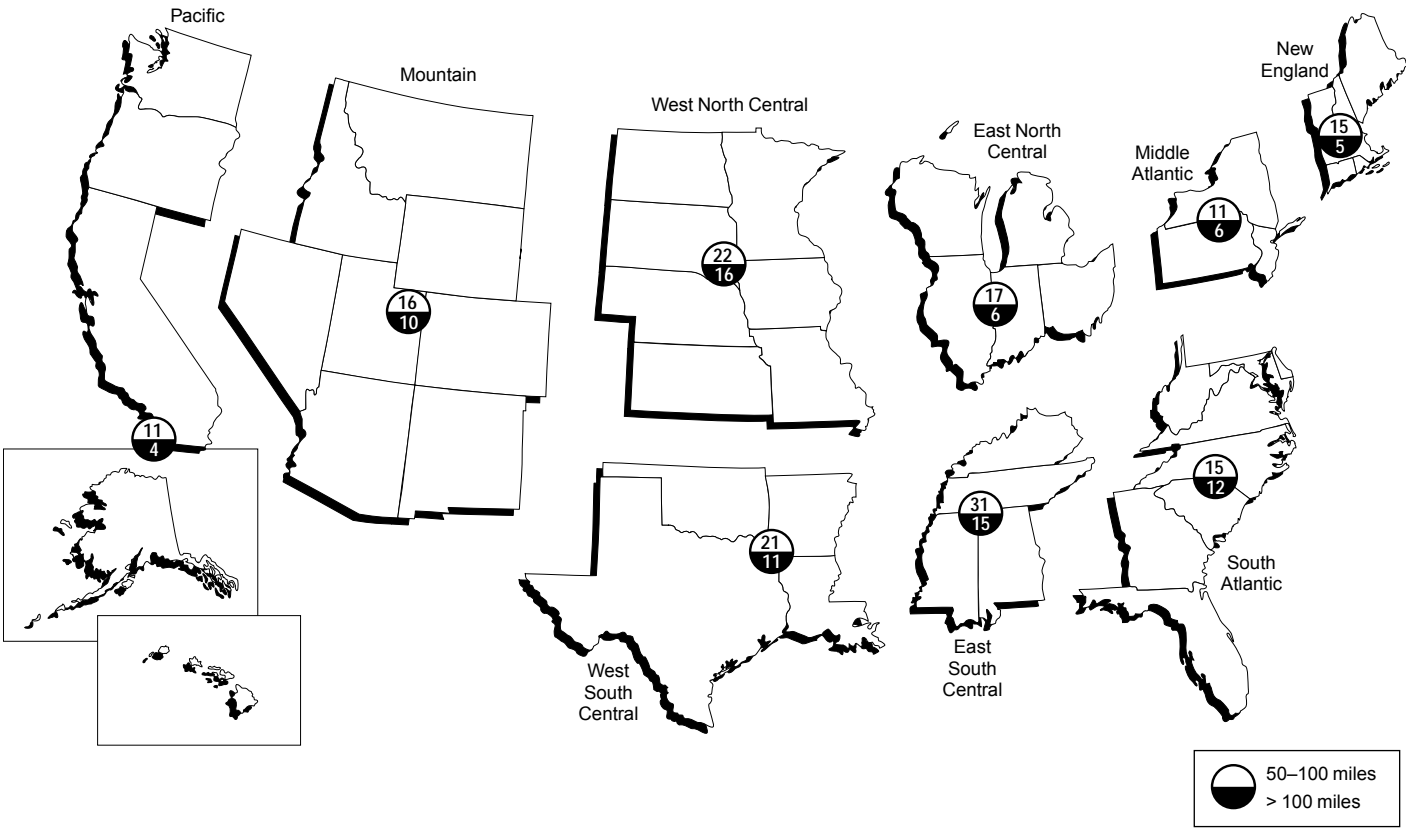 Pacific
Mountain
West North Central
East North
Central
New
England
Middle
Atlantic
15
5
11
6
22
16
16
10
17
6
11
4
31
15
15
12
21
11
South
Atlantic
East
South
Central
West
South
Central
50–100 miles
> 100 miles